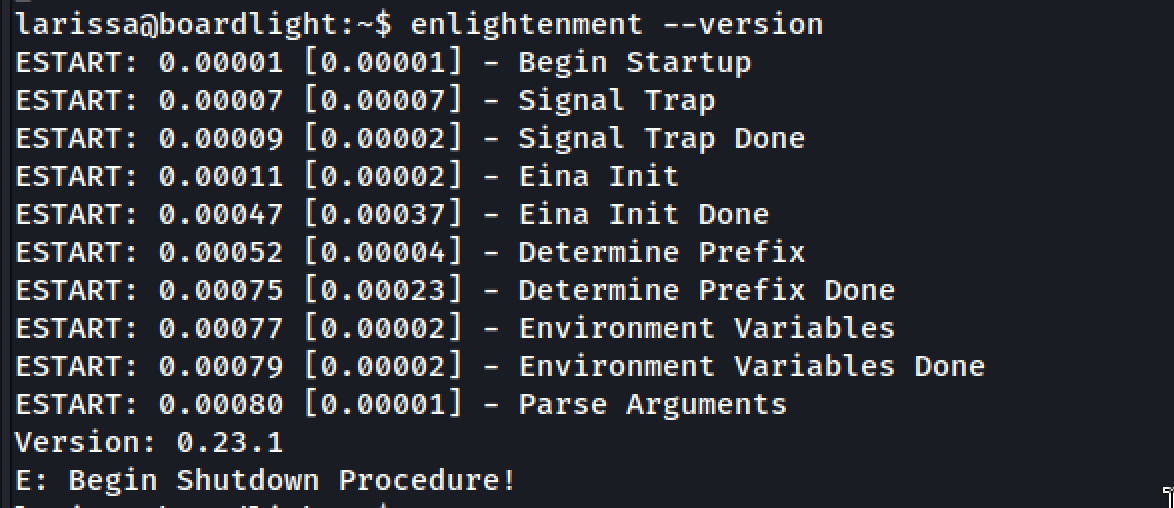 larissa@boardlight:~$ enlightenment --version
ESTART: 0.00001 [0.00001] - Begin Startup
ESTART: 0.00007 [0.00007] - Signal Trap
ESTART: 0.00009 [0.00002] - Signal Trap Done
ESTART: 0.00011 [0.00002] - Eina Init
ESTART: 0.00047 [0.00037] - Eina Init Done
ESTART: 0.00052 [0.00004] - Determine Prefix
ESTART: 0.00075 [0.00023] - Determine Prefix Done
ESTART: 0.00077 [0.00002] - Environment Variables
ESTART: 0.00079 [0.00002] - Environment Variables Done
ESTART: 0.00080 [0.00001] - Parse Arguments
Version: 0.23.1
E: Begin Shutdown Procedure!